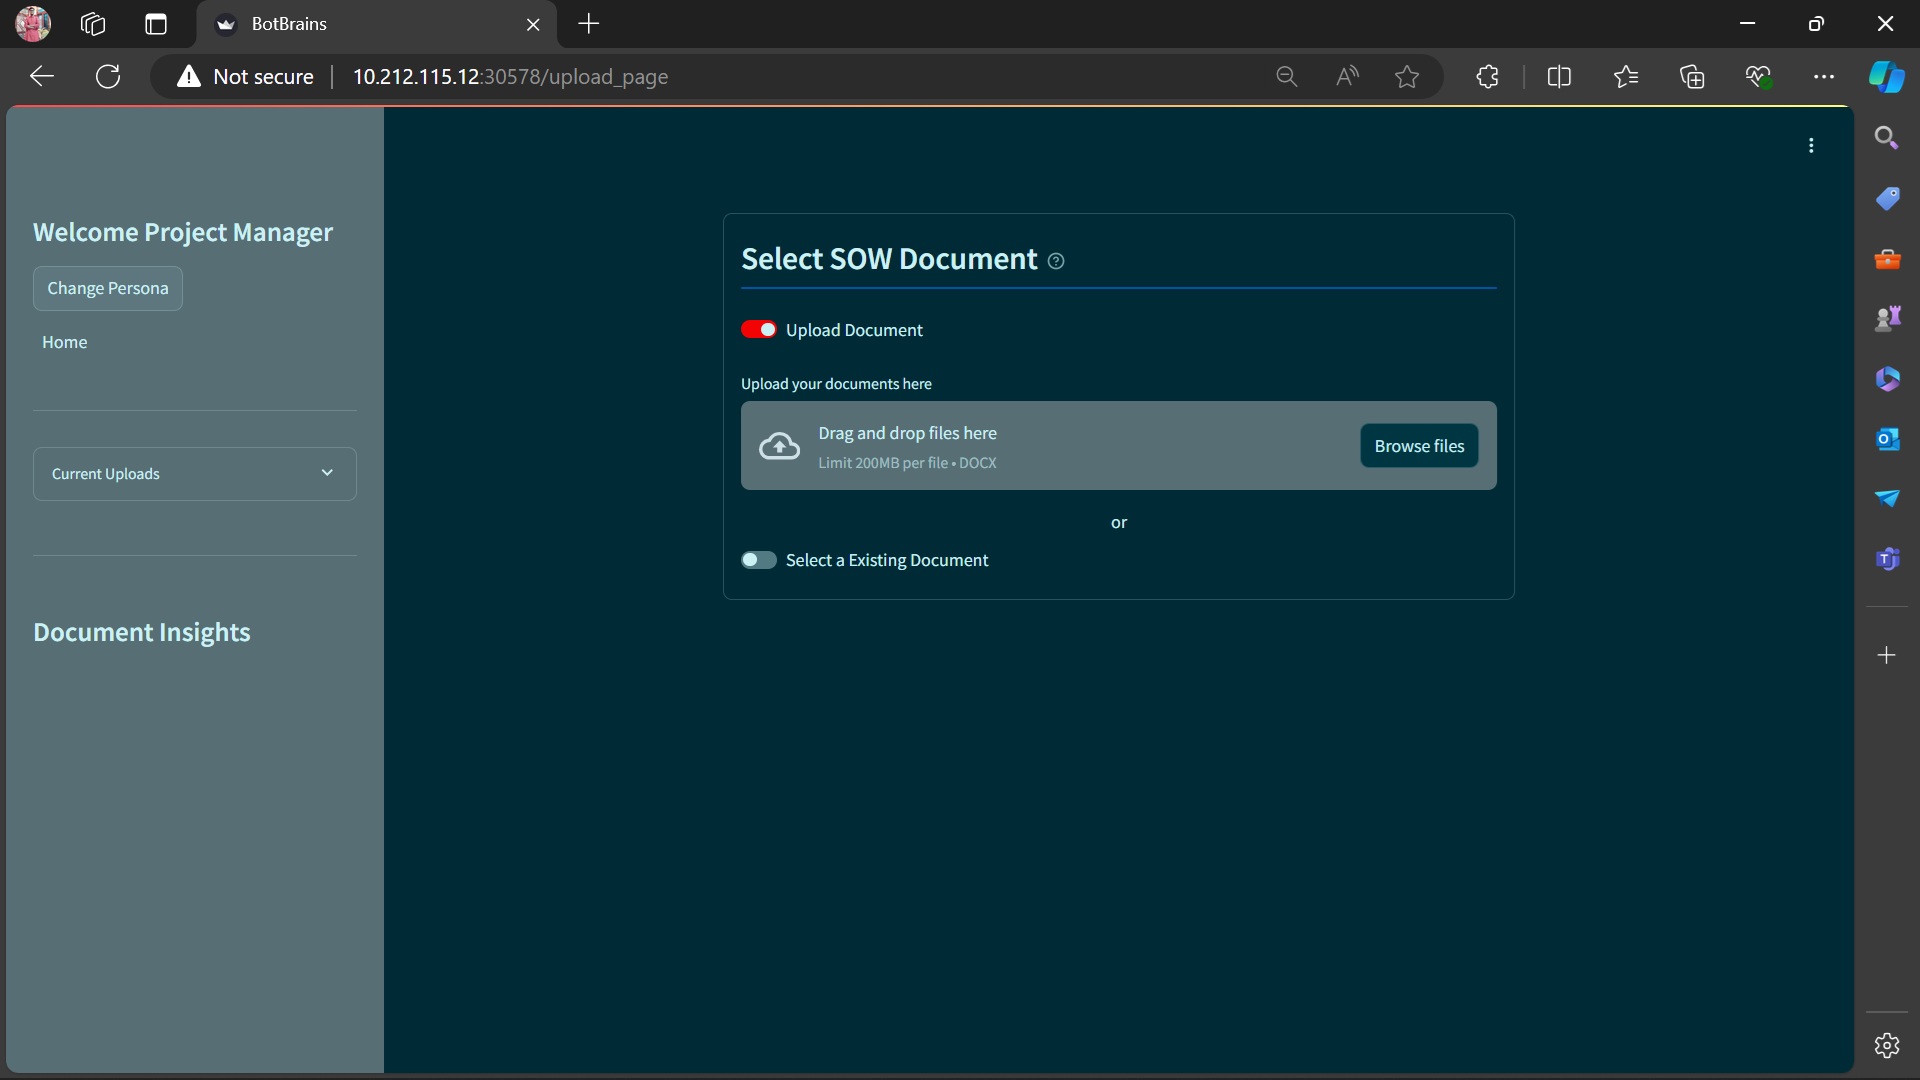 BotBrains
Not secure
10.212.115.12:30578/upload_page
Welcome Project Manager
Change Persona
Home
Current Uploads
Document Insights
Select SOW Document
Upload Document
Upload your documents here
Drag and drop files here
Limit 200MB per file • DOCX
Browse files
or
Select a Existing Document